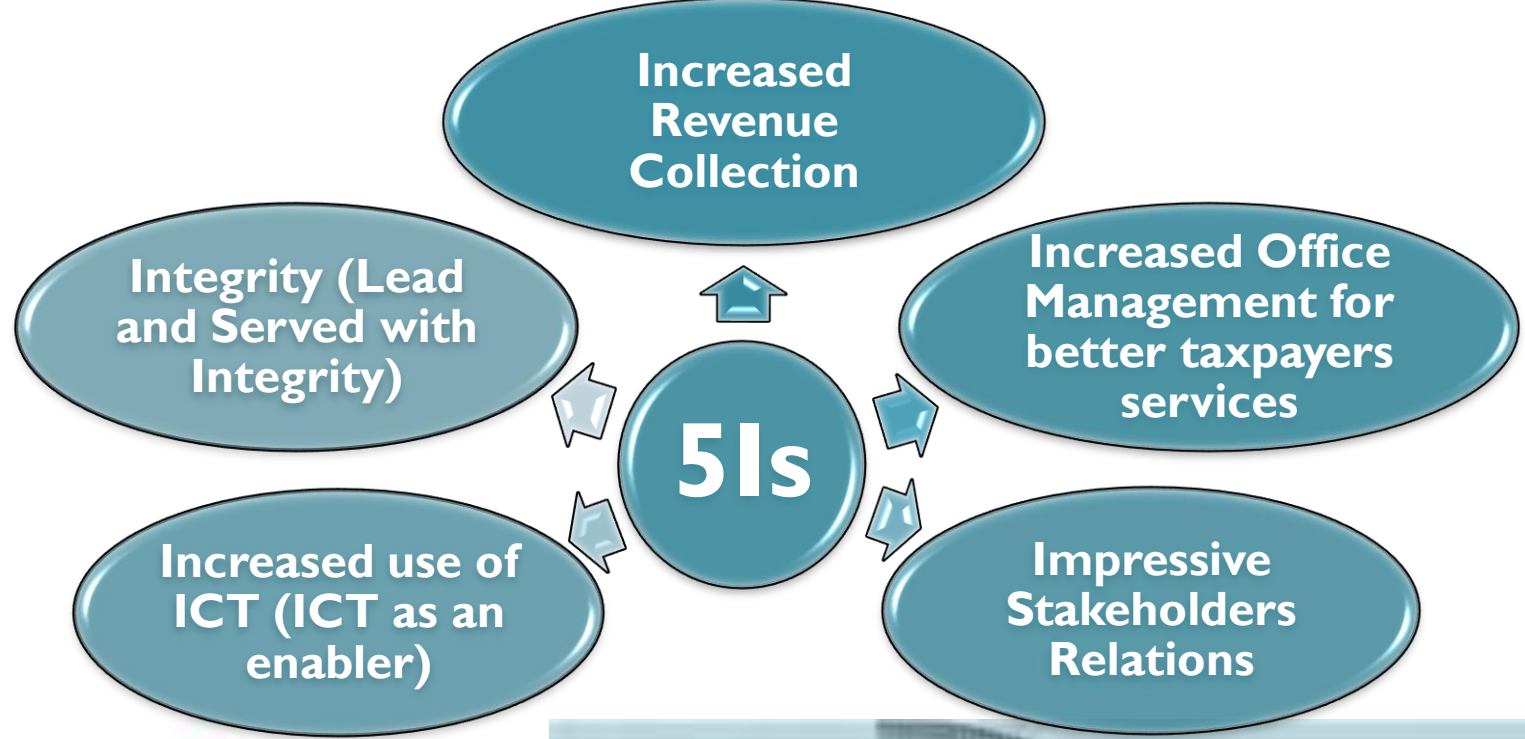 Increased
Revenue
Collection
Increased Office
Management for
better taxpayers
services
Impressive
Stakeholders
Relations
Increased use of
ICT (ICT as an
enabler)
Integrity (Lead
and Served with
Integrity)
5Is